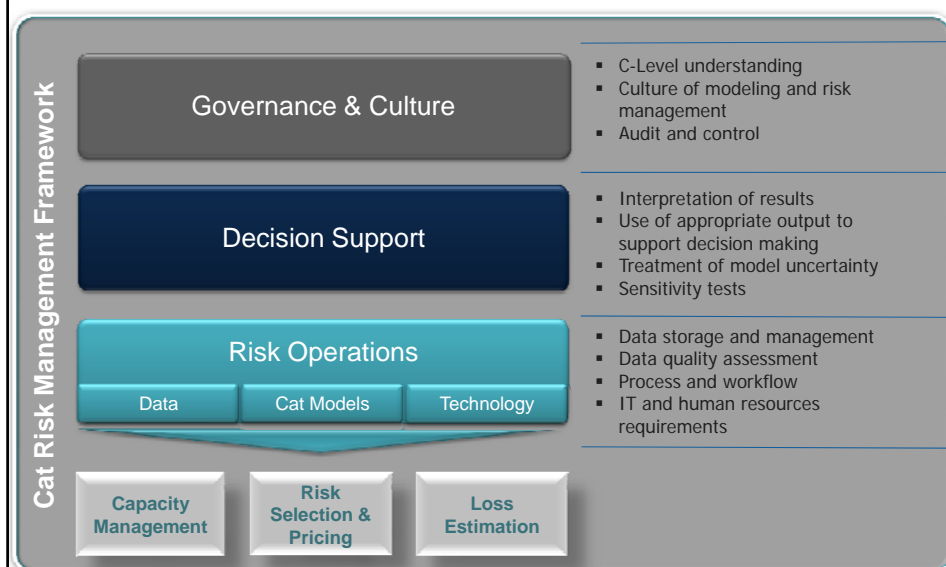 Cat Risk Management Framework
Governance & Culture
▪ C-Level understanding
▪ Culture of modeling and risk
management
▪ Audit and control
Decision Support
▪ Interpretation of results
▪ Use of appropriate output to
support decision making
▪ Treatment of model uncertainty
▪ Sensitivity tests
Risk Operations
Data
Cat Models
Technology
▪ Data storage and management
▪ Data quality assessment
▪ Process and workflow
▪ IT and human resources
requirements
Capacity
Management
Risk
Selection &
Pricing
Loss
Estimation